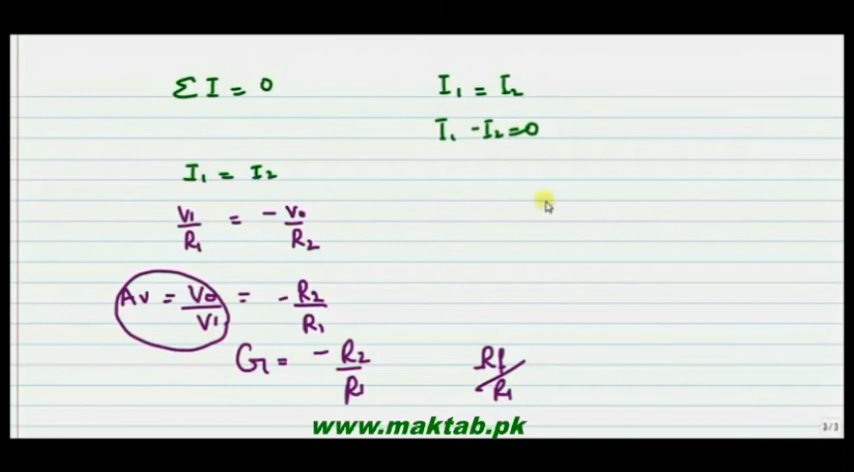 ΣI = 0
I₁ = I₂
I₁ - I₂ = 0
I₁ = I₂
V₁/R₁ = - V₀/R₂
Av = V₀/V₁ = - R₂/R₁
G = - R₂/R₁
Rf/R₁
www.maktab.pk
3/3